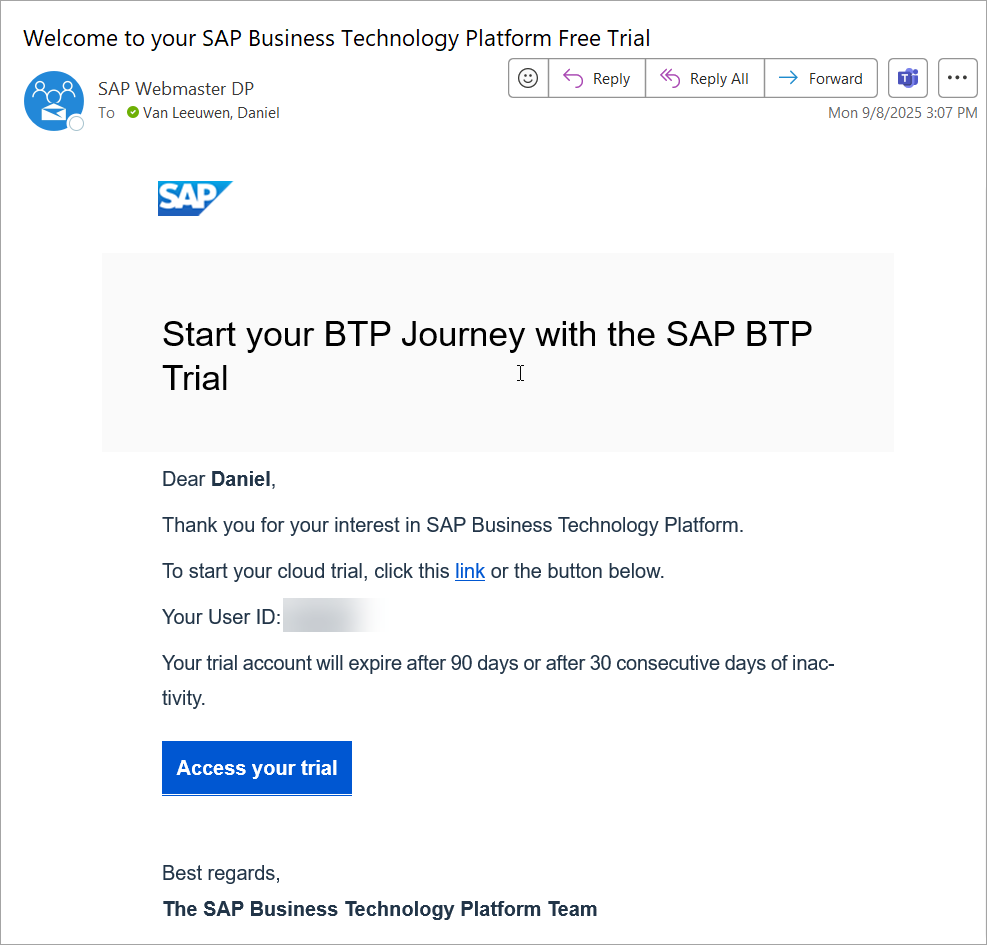 Welcome to your SAP Business Technology Platform Free Trial
SAP Webmaster DP
Reply
Reply All
Forward
To Van Leeuwen, Daniel
Mon 9/8/2025 3:07 PM
SAP
Start your BTP Journey with the SAP BTP
Trial
Dear Daniel,
Thank you for your interest in SAP Business Technology Platform.
To start your cloud trial, click this link or the button below.
Your User ID:
Your trial account will expire after 90 days or after 30 consecutive days of inac-
tivity.
Access your trial
Best regards,
The SAP Business Technology Platform Team